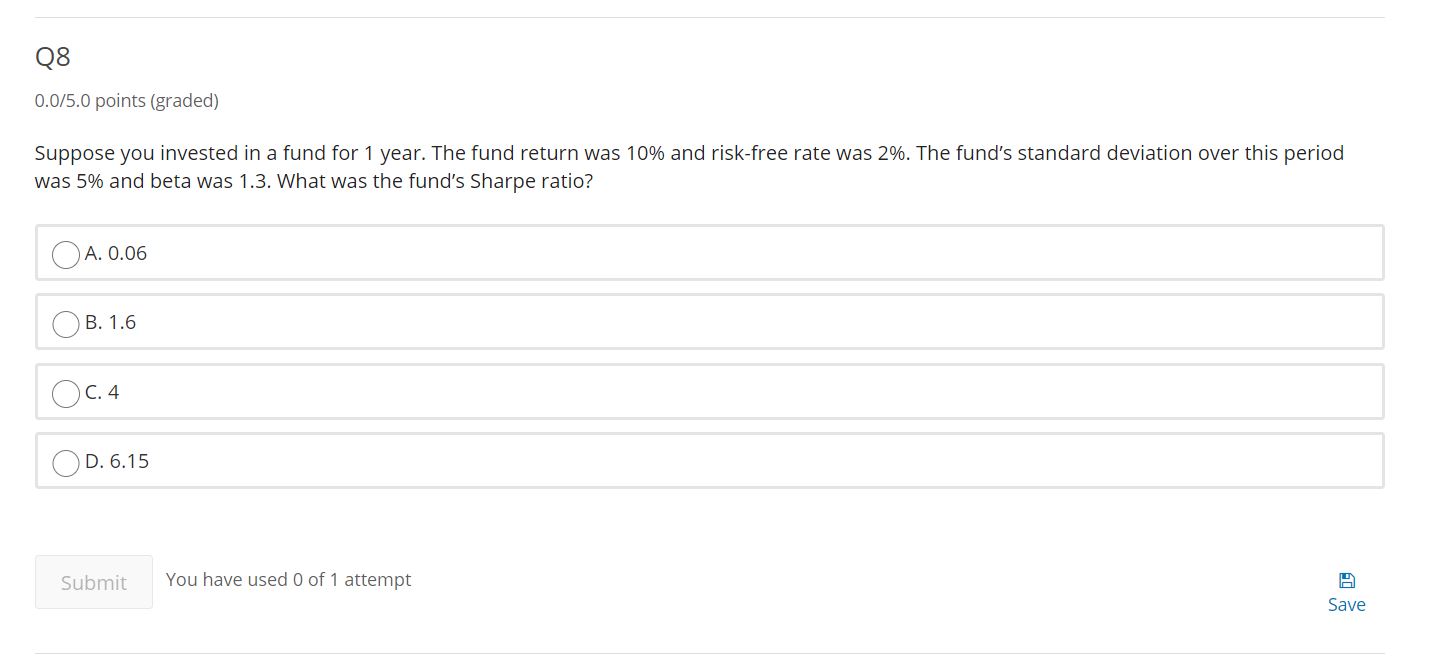 Q8
0.0/5.0 points (graded)
Suppose you invested in a fund for 1 year. The fund return was 10% and risk-free rate was 2%. The fund’s standard deviation over this period
was 5% and beta was 1.3. What was the fund’s Sharpe ratio?
A. 0.06
B. 1.6
C. 4
D. 6.15
Submit
You have used 0 of 1 attempt
Save